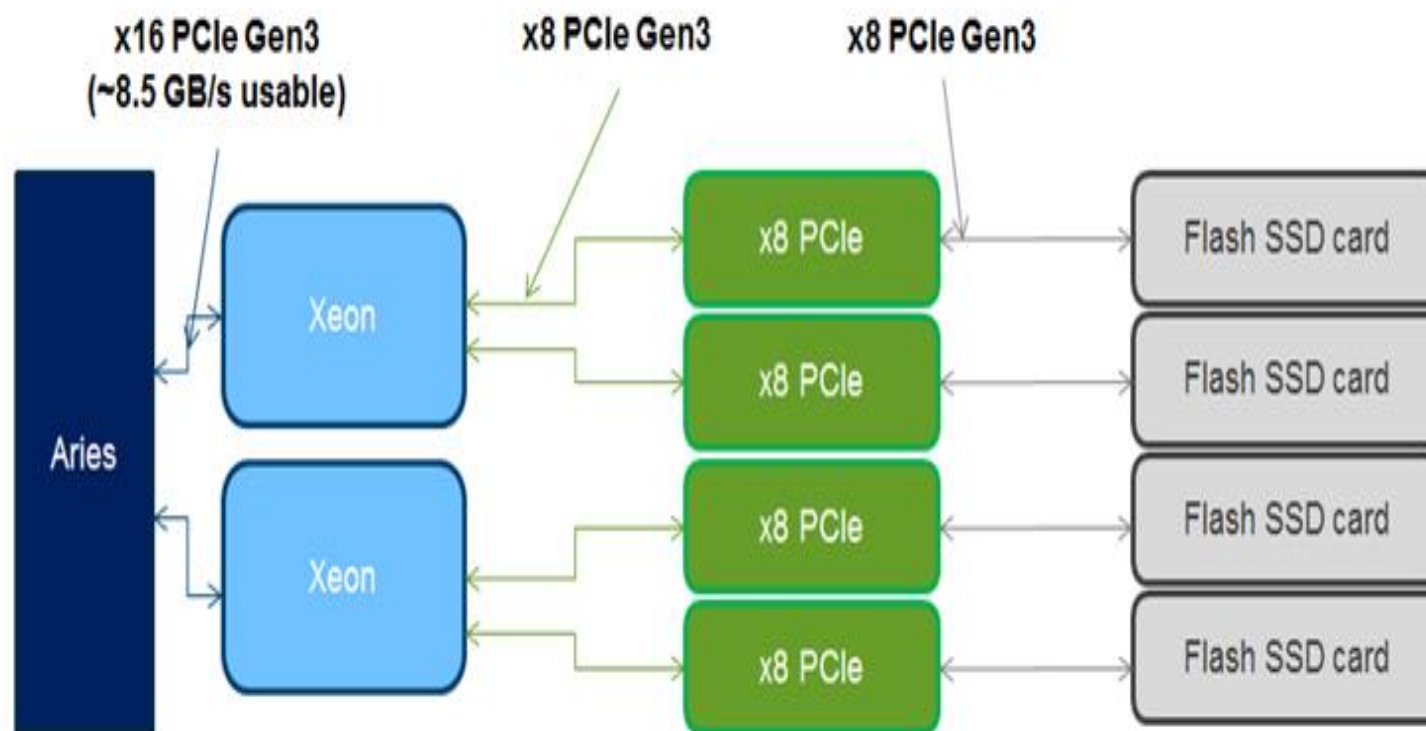 x16 PCIe Gen3
(~8.5 GB/s usable)
x8 PCIe Gen3
x8 PCIe Gen3
Aries
Xeon
Xeon
x8 PCIe
x8 PCIe
x8 PCIe
x8 PCIe
Flash SSD card
Flash SSD card
Flash SSD card
Flash SSD card